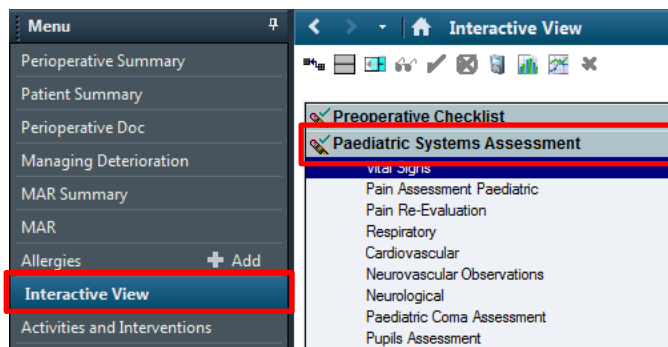 Menu
Perioperative Summary
Patient Summary
Perioperative Doc
Managing Deterioration
MAR Summary
MAR
Allergies Add
Interactive View
Activities and Interventions
Interactive View
Preoperative Checklist
Paediatric Systems Assessment
Vital Signs
Pain Assessment Paediatric
Pain Re-Evaluation
Respiratory
Cardiovascular
Neurovascular Observations
Neurological
Paediatric Coma Assessment
Pupils Assessment